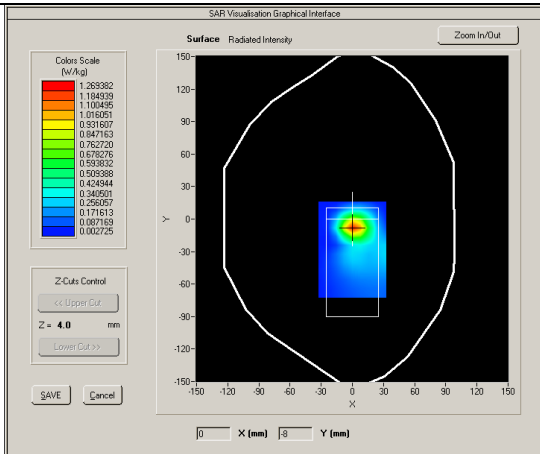 SAR Visualisation Graphical Interface
Surface Radiated Intensity
Zoom In/Out
Colors Scale
(W/kg)
1.269382
1.184939
1.100495
1.016051
0.931607
0.847163
0.762720
0.678276
0.593832
0.509388
0.424944
0.340501
0.256057
0.171613
0.087169
0.002725
Z-Cuts Control
<< Upper Cut
Z = 4.0 mm
Lower Cut >>
SAVE
Cancel
150
120
90
60
30
0
-30
-60
-90
-120
-150
Y
-150 -120 -90 -60 -30 0 30 60 90 120 150
X
0 X (mm) -8 Y (mm)